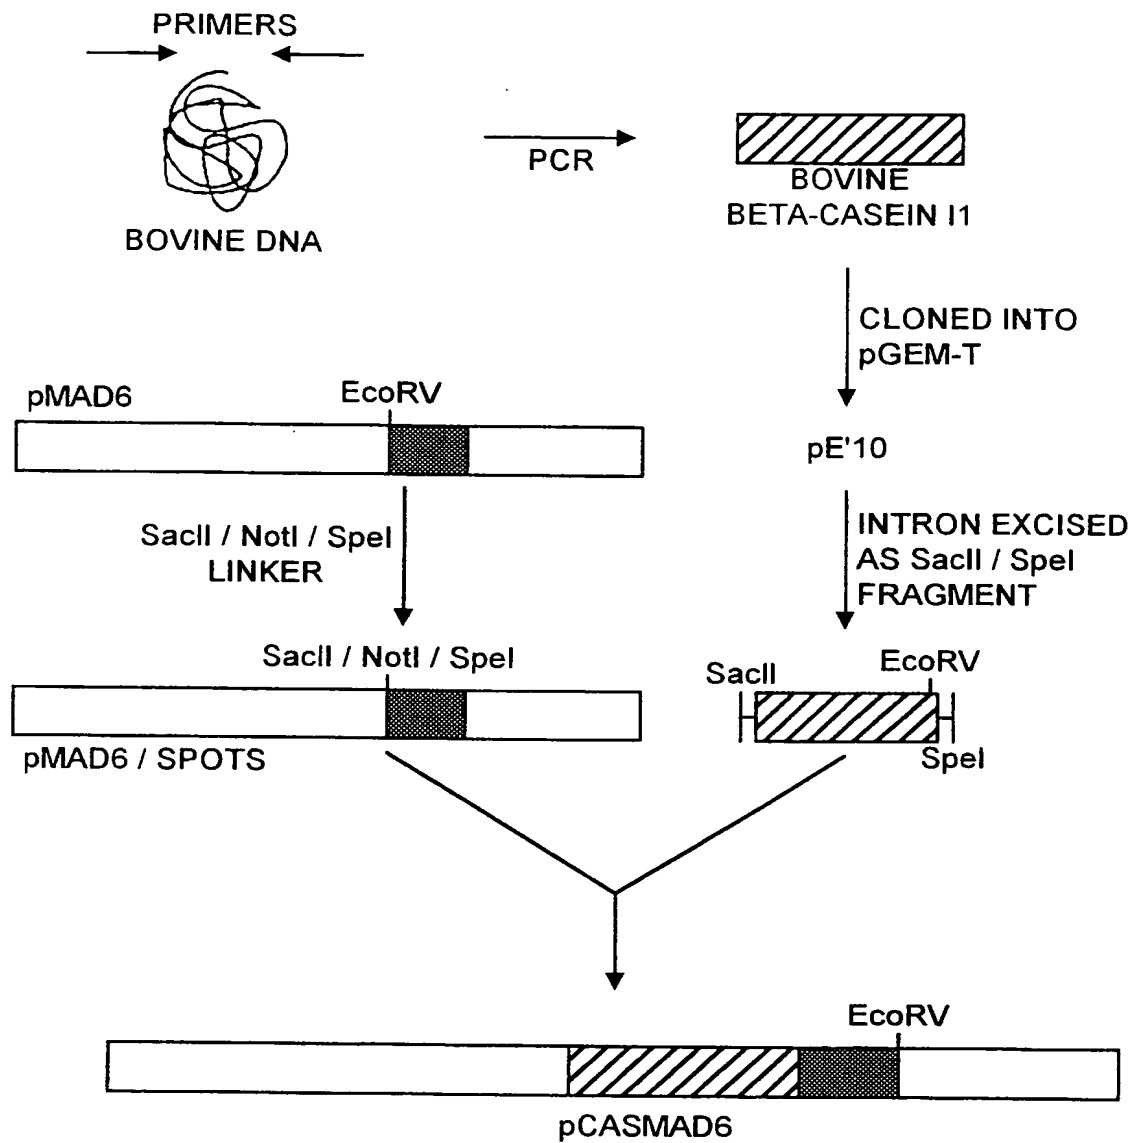 PRIMERS
BOVINE DNA
PCR
BOVINE
BETA-CASEIN I1
CLONED INTO
pGEM-T
pE'10
INTRON EXCISED
AS SacII / SpeI
FRAGMENT
SacII
EcoRV
SpeI
pMAD6
EcoRV
SacII / NotI / SpeI
LINKER
SacII / NotI / SpeI
pMAD6 / SPOTS
EcoRV
pCASMAD6